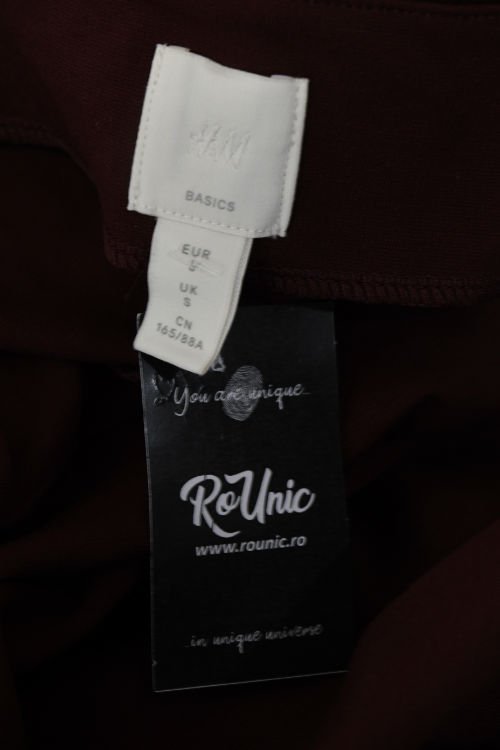 H&M
BASICS
EUR
S
UK
S
CN
165/88A
You are unique...
RoUnic
www.rounic.ro
...in unique universe